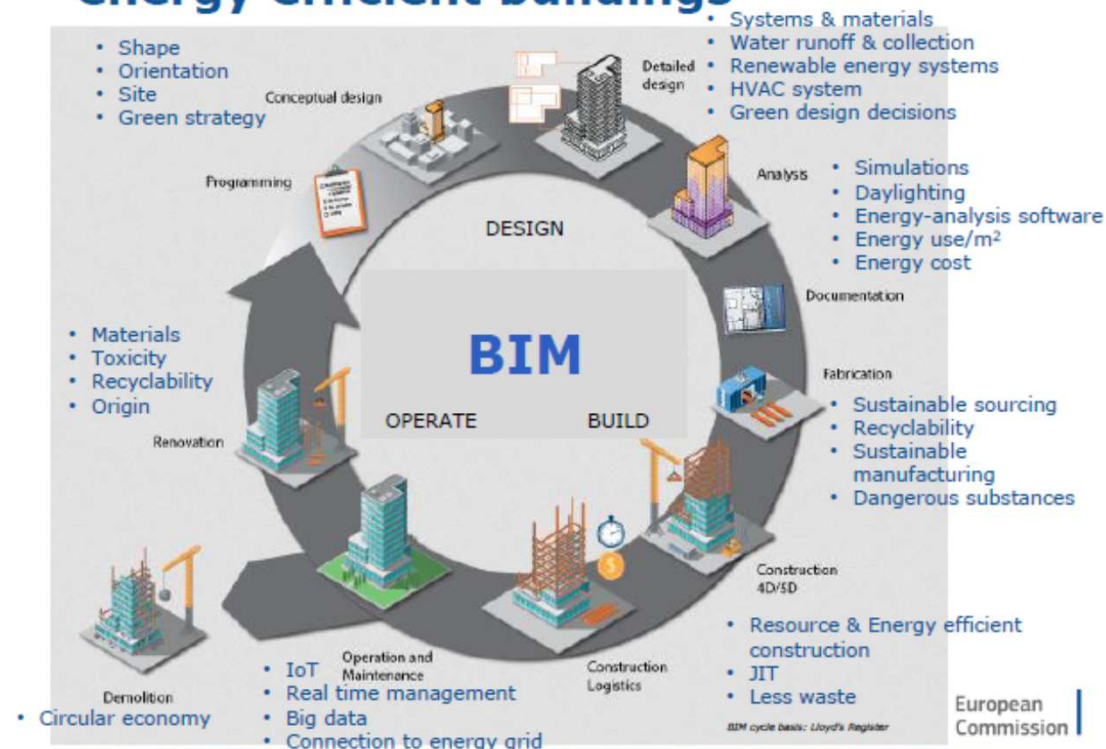 energy efficient buildings
• Shape
• Orientation
• Site
• Green strategy
Conceptual design
Programming
Detailed
design
• Systems & materials
• Water runoff & collection
• Renewable energy systems
• HVAC system
• Green design decisions
Analysis
• Simulations
• Daylighting
• Energy-analysis software
• Energy use/m²
• Energy cost
DESIGN
BIM
OPERATE
BUILD
Documentation
Fabrication
• Sustainable sourcing
• Recyclability
• Sustainable
manufacturing
• Dangerous substances
• Materials
• Toxicity
• Recyclability
• Origin
Renovation
Construction
4D/5D
• Resource & Energy efficient
construction
• JIT
• Less waste
Construction
Logistics
Operation and
Maintenance
• IoT
• Real time management
• Big data
• Connection to energy grid
Demolition
• Circular economy
BIM cycle basis: Lloyd's Register
European
Commission